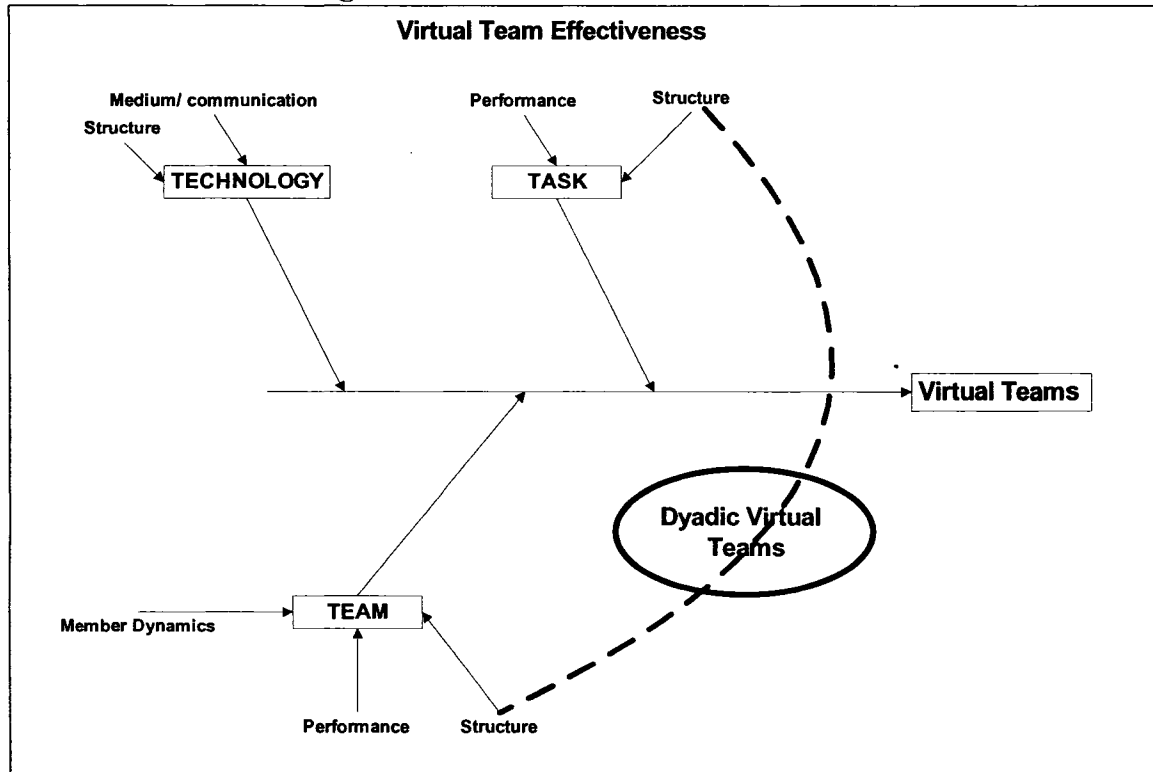 Virtual Team Effectiveness
Medium/ communication
Structure
Performance
Structure
TECHNOLOGY
TASK
Virtual Teams
Dyadic Virtual
Teams
TEAM
Member Dynamics
Performance
Structure